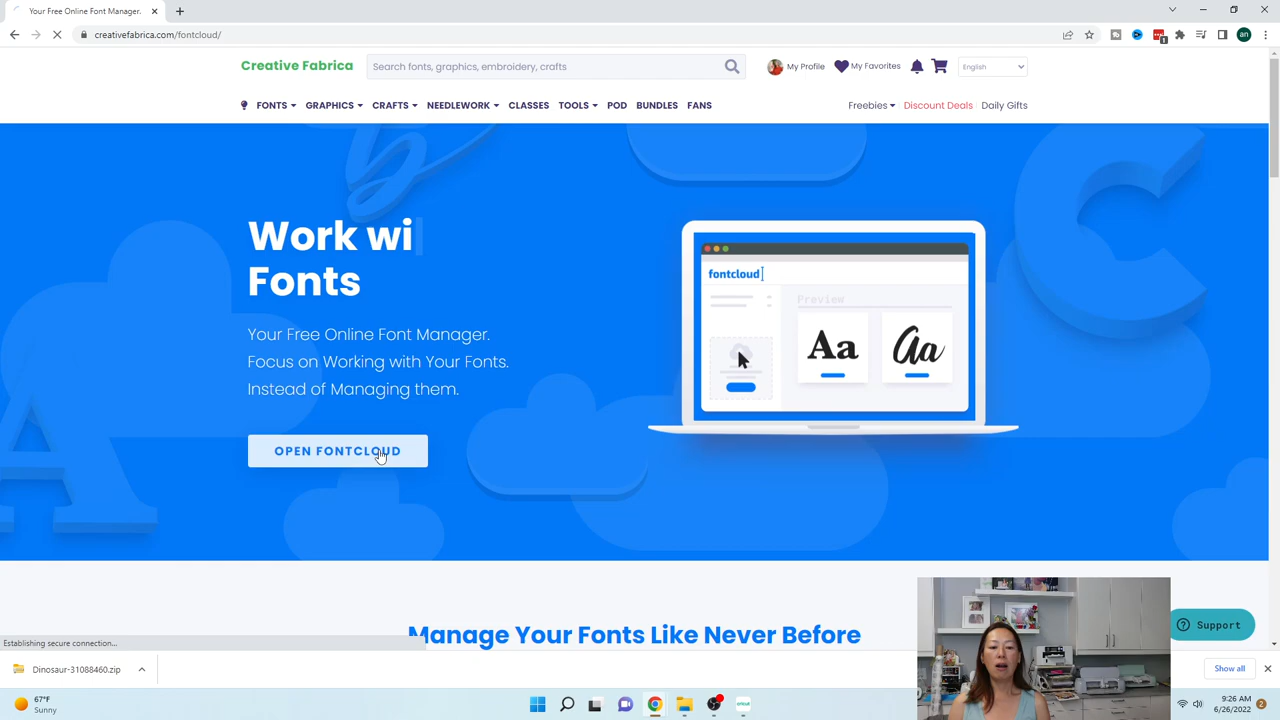 Your Free Online Font Manager.
creativefabrica.com/fontcloud/
an
1
Creative Fabrica
Search fonts, graphics, embroidery, crafts
My Profile
My Favorites
English
FONTS
GRAPHICS
CRAFTS
NEEDLEWORK
CLASSES
TOOLS
POD
BUNDLES
FANS
Freebies
Discount Deals
Daily Gifts
Work wi
Fonts
Your Free Online Font Manager.
Focus on Working with Your Fonts.
Instead of Managing them.
OPEN FONTCLOUD
fontcloud
Preview
Aa
Aa
Manage Your Fonts Like Never Before
Support
Establishing secure connection...
Dinosaur-31088460.zip
Show all
67°F
Sunny
9:26 AM
6/26/2022
2